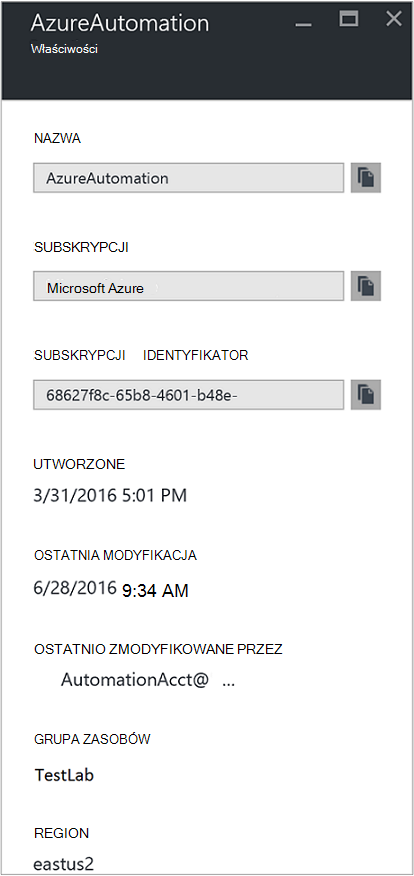 AzureAutomation
Właściwości
NAZWA
AzureAutomation
SUBSKRYPCJI
Microsoft Azure
SUBSKRYPCJI IDENTYFIKATOR
68627f8c-65b8-4601-b48e-
UTWORZONE
3/31/2016 5:01 PM
OSTATNIA MODYFIKACJA
6/28/2016 9:34 AM
OSTATNIO ZMODYFIKOWANE PRZEZ
AutomationAcct@ ...
GRUPA ZASOBÓW
TestLab
REGION
eastus2